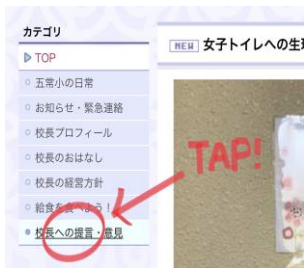 カテゴリ
TOP
五常小の日常
お知らせ・緊急連絡
校長プロフィール
校長のおはなし
校長の経営方針
給食を食べよう!
校長への提言・意見
NEW 女子トイレへの生理
TAP!